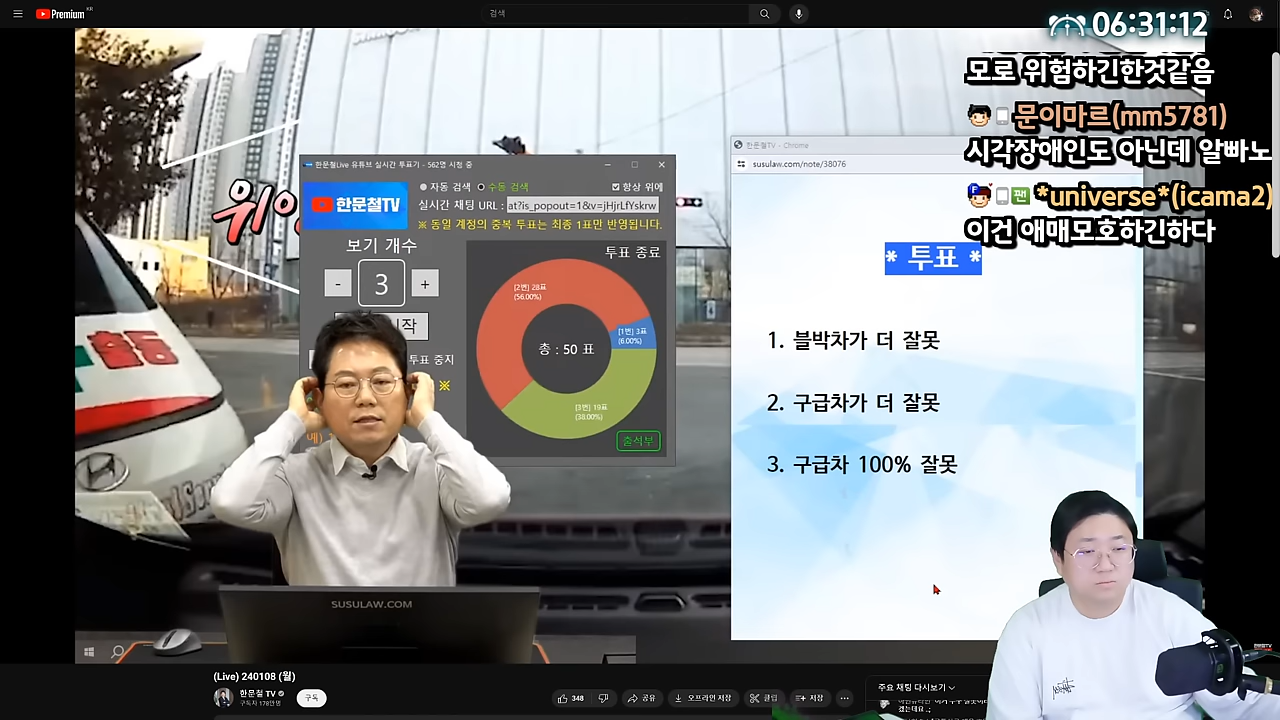 Premium KR
검색
06:31:12
모로 위험하긴한것같음
문이마르(mm5781)
시각장애인도 아닌데 알빠노
팬 *universe*(icama2)
이건 애매모호하긴하다
한문철Live 유튜브 실시간 투표기 - 562명 시청 중
자동 검색 수동 검색 항상 위에
한문철TV
실시간 채팅 URL : at?is_popout=1&v=jHjrLfYskrw
※ 동일 계정의 중복 투표는 최종 1표만 반영됩니다.
보기 개수
- 3 +
작
투표 중지
※
투표 종료
[2번] 28표
(56.00%)
[1번] 3표
(6.00%)
총 : 50 표
[3번] 19표
(38.00%)
출석부
한문철TV - Chrome
susulaw.com/note/38076
* 투표 *
1. 블박차가 더 잘못
2. 구급차가 더 잘못
3. 구급차 100% 잘못
SUSULAW.COM
(Live) 240108 (월)
한문철 TV
구독자 178만명
구독
348
공유
오프라인 저장
클립
저장
주요 채팅 다시보기